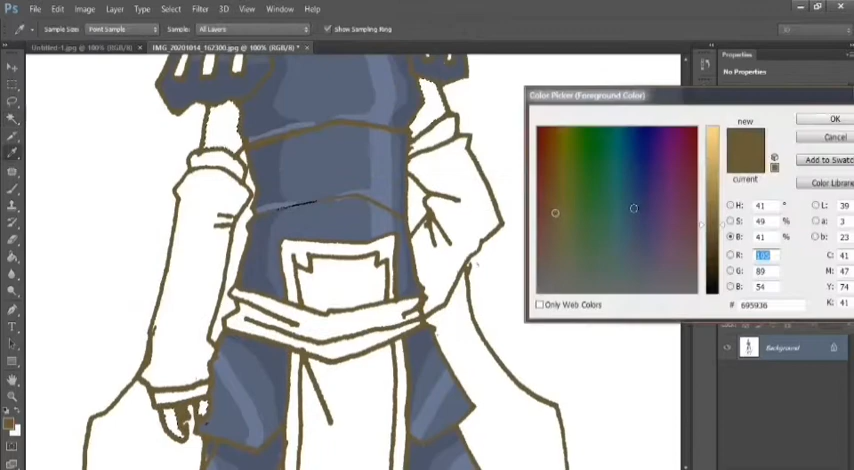 Ps File Edit Image Layer Type Select Filter 3D View Window Help
Sample Size: Point Sample Sample: All Layers Show Sampling Ring
Untitled-1.jpg @ 100% (RGB/8) × IMG_20201014_162300.jpg @ 100% (RGB/8) * ×
Properties
No Properties
Color Picker (Foreground Color)
new
current
OK
Cancel
Add to Swatc
Color Librarie
H: 41 °
S: 49 %
B: 41 %
R: 105
G: 89
B: 54
L: 39
a: 3
b: 23
C: 41
M: 47
Y: 74
K: 41
# 695936
Only Web Colors
Background